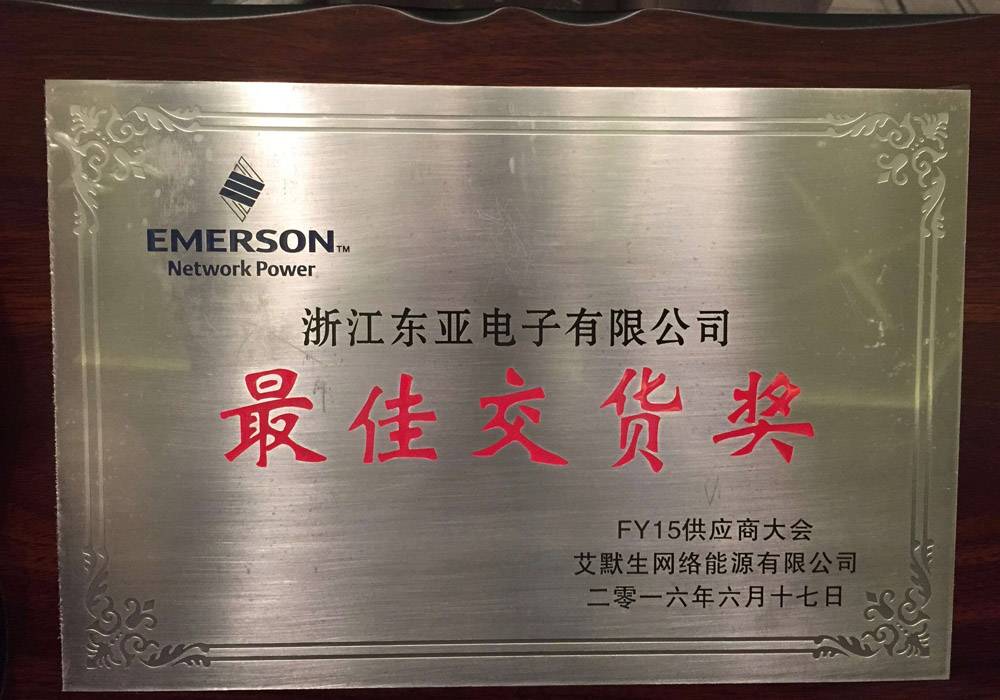 EMERSON™
Network Power
浙江东亚电子有限公司
最佳交货奖
FY15供应商大会
艾默生网络能源有限公司
二零一六年六月十七日